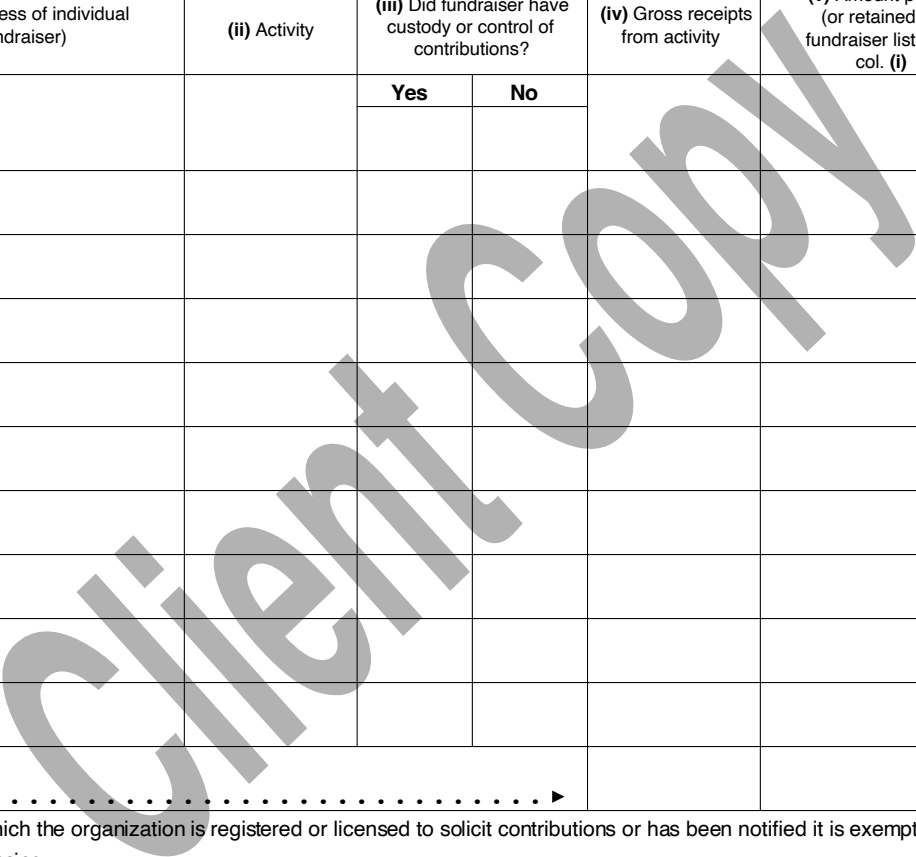 ess of individual
ndraiser)
(ii) Activity
(iii) Did fundraiser have
custody or control of
contributions?
(iv) Gross receipts
from activity
(or retained
fundraiser list
col. (i)
Yes No
Client Copy
hich the organization is registered or licensed to solicit contributions or has been notified it is exempt